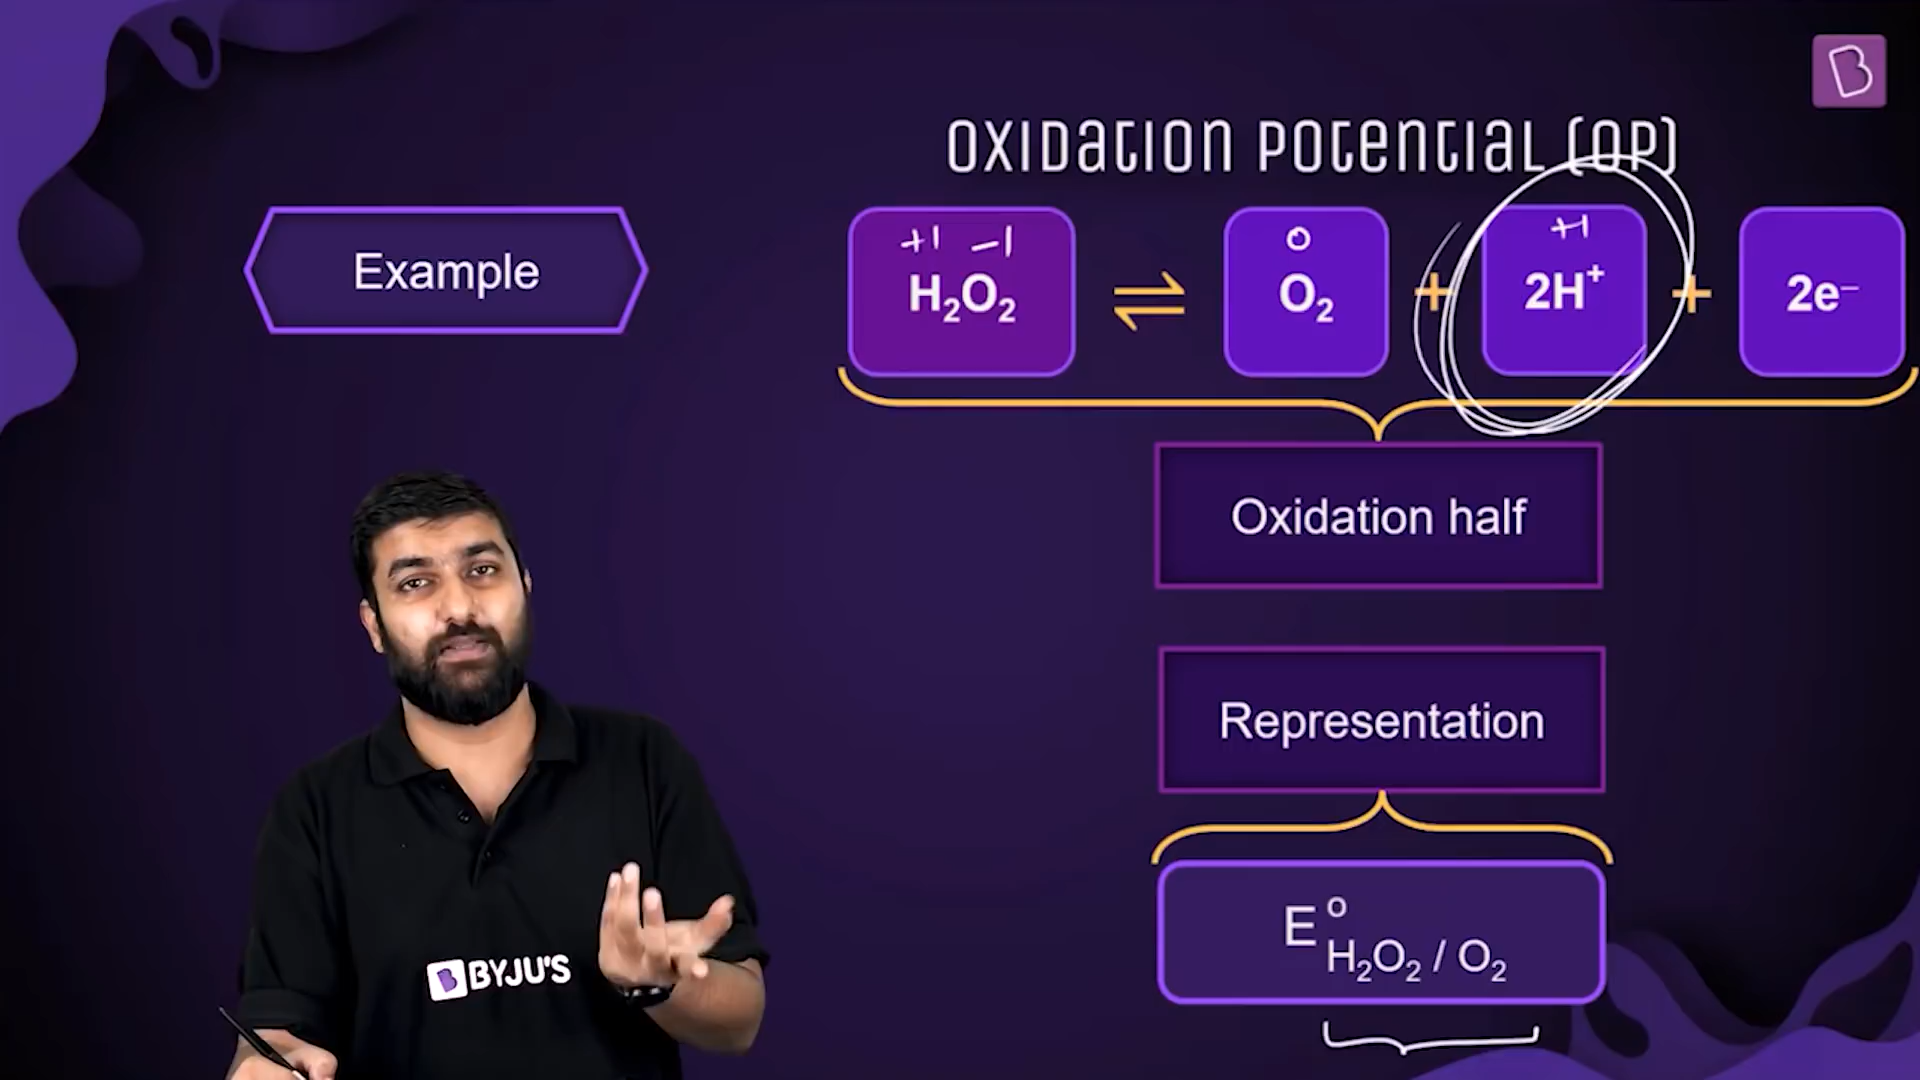 B
OXIDATION POTENTIAL (OP)
Example
+1 -1 0 +1
H₂O₂ ⇌ O₂ + 2H⁺ + 2e⁻
Oxidation half
Representation
E°
H₂O₂ / O₂
B BYJU'S